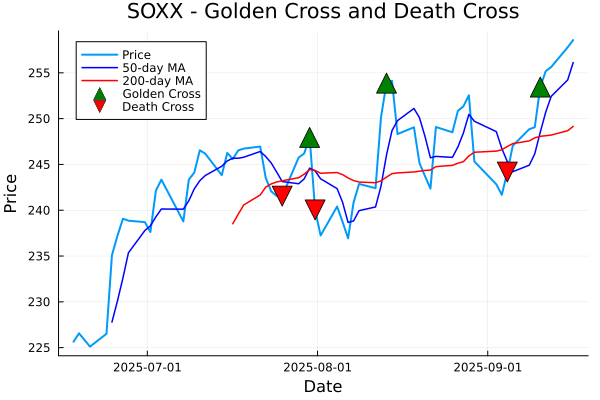 SOXX - Golden Cross and Death Cross
Price
50-day MA
200-day MA
Golden Cross
Death Cross
255
250
245
240
235
230
225
Price
2025-07-01
2025-08-01
2025-09-01
Date